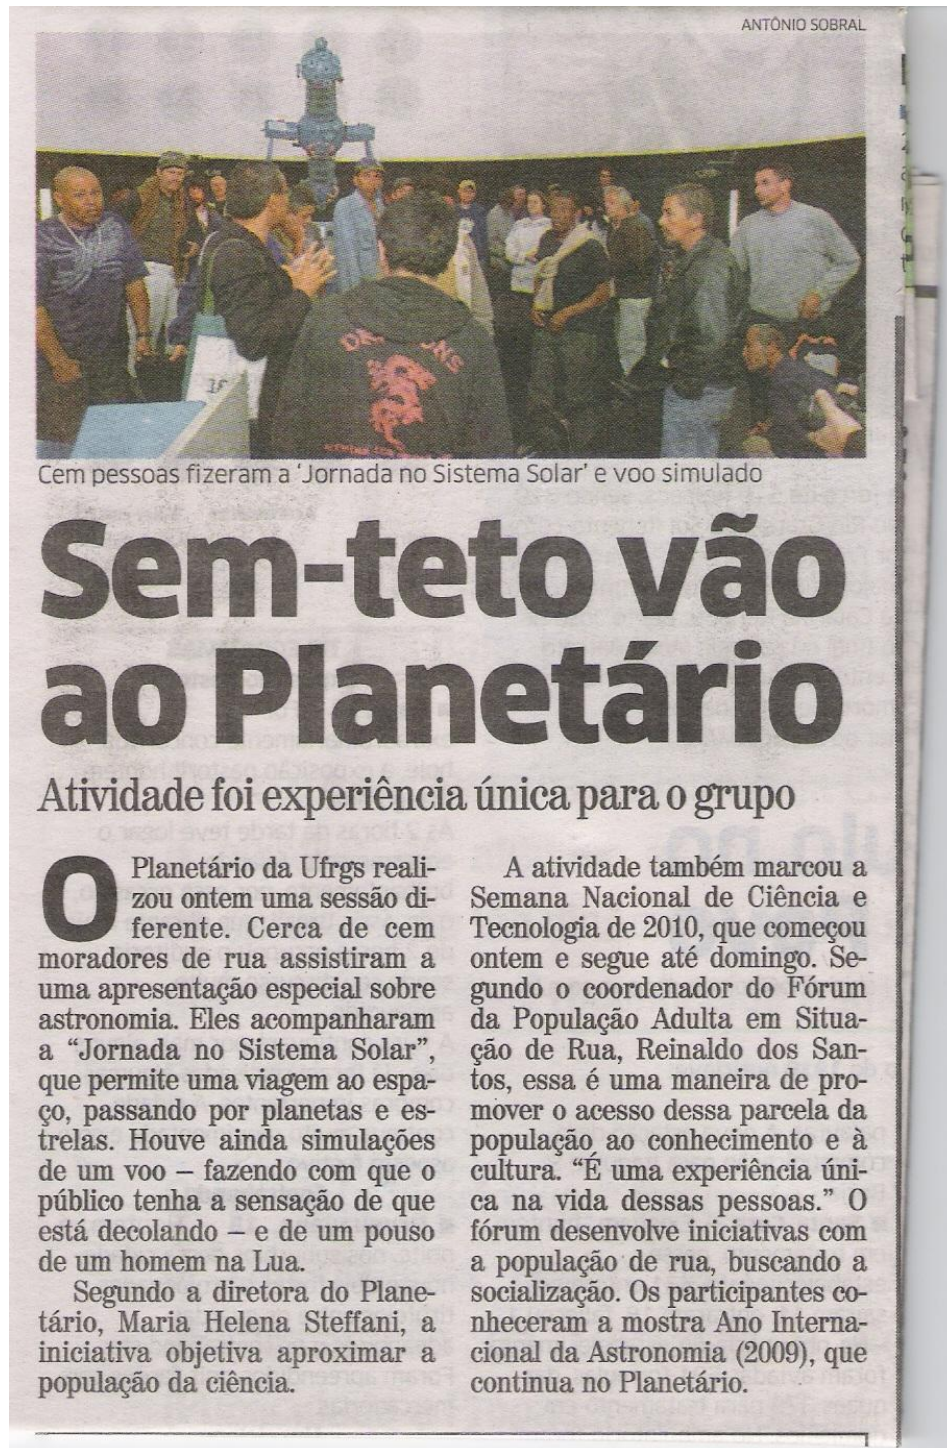 ANTÔNIO SOBRAL
Cem pessoas fizeram a 'Jornada no Sistema Solar' e voo simulado
Sem-teto vão
ao Planetário
Atividade foi experiência única para o grupo
O Planetário da Ufrgs reali-
zou ontem uma sessão di-
ferente. Cerca de cem
moradores de rua assistiram a
uma apresentação especial sobre
astronomia. Eles acompanharam
a “Jornada no Sistema Solar”,
que permite uma viagem ao espa-
ço, passando por planetas e es-
trelas. Houve ainda simulações
de um voo – fazendo com que o
público tenha a sensação de que
está decolando – e de um pouso
de um homem na Lua.
Segundo a diretora do Plane-
tário, Maria Helena Steffani, a
iniciativa objetiva aproximar a
população da ciência.
A atividade também marcou a
Semana Nacional de Ciência e
Tecnologia de 2010, que começou
ontem e segue até domingo. Se-
gundo o coordenador do Fórum
da População Adulta em Situa-
ção de Rua, Reinaldo dos San-
tos, essa é uma maneira de pro-
mover o acesso dessa parcela da
população ao conhecimento e à
cultura. “É uma experiência úni-
ca na vida dessas pessoas.” O
fórum desenvolve iniciativas com
a população de rua, buscando a
socialização. Os participantes co-
nheceram a mostra Ano Interna-
cional da Astronomia (2009), que
continua no Planetário.